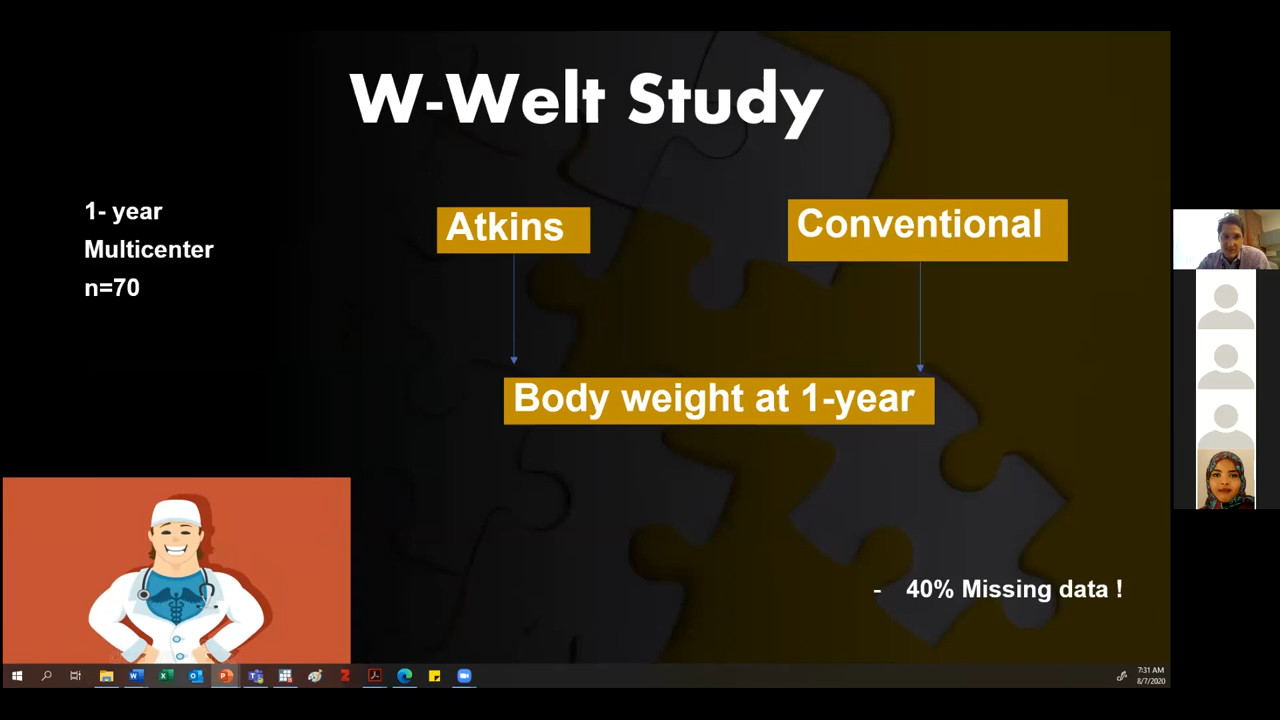 W-Welt Study
1- year
Multicenter
n=70
Atkins
Conventional
Body weight at 1-year
- 40% Missing data !
7:31 AM
8/7/2020